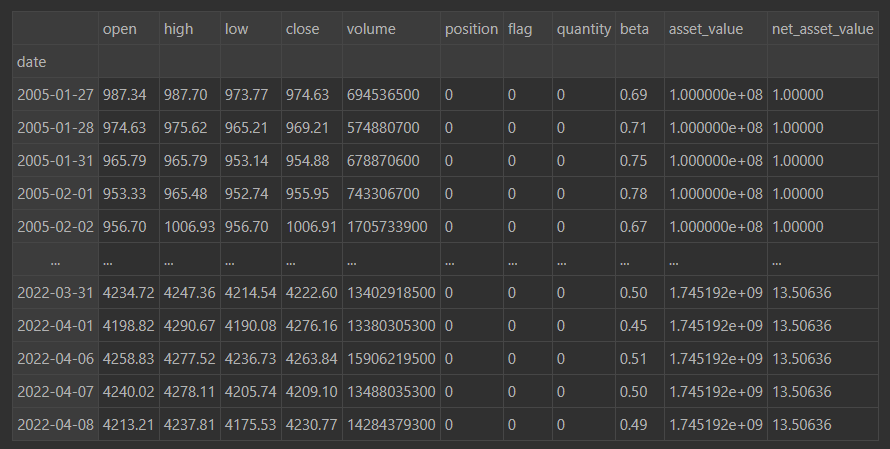 open high low close volume position flag quantity beta asset_value net_asset_value
date
2005-01-27 987.34 987.70 973.77 974.63 694536500 0 0 0 0.69 1.000000e+08 1.00000
2005-01-28 974.63 975.62 965.21 969.21 574880700 0 0 0 0.71 1.000000e+08 1.00000
2005-01-31 965.79 965.79 953.14 954.88 678870600 0 0 0 0.75 1.000000e+08 1.00000
2005-02-01 953.33 965.48 952.74 955.95 743306700 0 0 0 0.78 1.000000e+08 1.00000
2005-02-02 956.70 1006.93 956.70 1006.91 1705733900 0 0 0 0.67 1.000000e+08 1.00000
... ... ... ... ... ... ... ... ... ... ... ...
2022-03-31 4234.72 4247.36 4214.54 4222.60 13402918500 0 0 0 0.50 1.745192e+09 13.50636
2022-04-01 4198.82 4290.67 4190.08 4276.16 13380305300 0 0 0 0.45 1.745192e+09 13.50636
2022-04-06 4258.83 4277.52 4236.73 4263.84 15906219500 0 0 0 0.51 1.745192e+09 13.50636
2022-04-07 4240.02 4278.11 4205.74 4209.10 13488035300 0 0 0 0.50 1.745192e+09 13.50636
2022-04-08 4213.21 4237.81 4175.53 4230.77 14284379300 0 0 0 0.49 1.745192e+09 13.50636